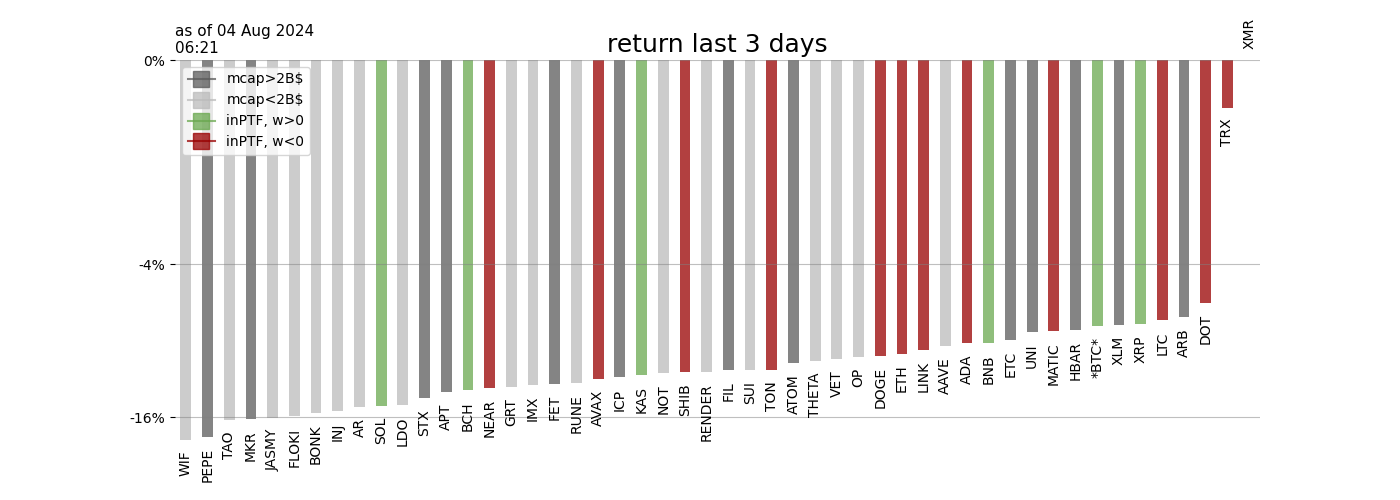 as of 04 Aug 2024
06:21
return last 3 days
XMR
0%
mcap>2B$
mcap<2B$
inPTF, w>0
inPTF, w<0
TRX
-4%
-16%
WIF
PEPE
TAO
MKR
JASMY
FLOKI
BONK
INJ
AR
SOL
LDO
STX
APT
BCH
NEAR
GRT
IMX
FET
RUNE
AVAX
ICP
KAS
NOT
SHIB
RENDER
FIL
SUI
TON
ATOM
THETA
VET
OP
DOGE
ETH
LINK
AAVE
ADA
BNB
ETC
UNI
MATIC
HBAR
*BTC*
XLM
XRP
LTC
ARB
DOT